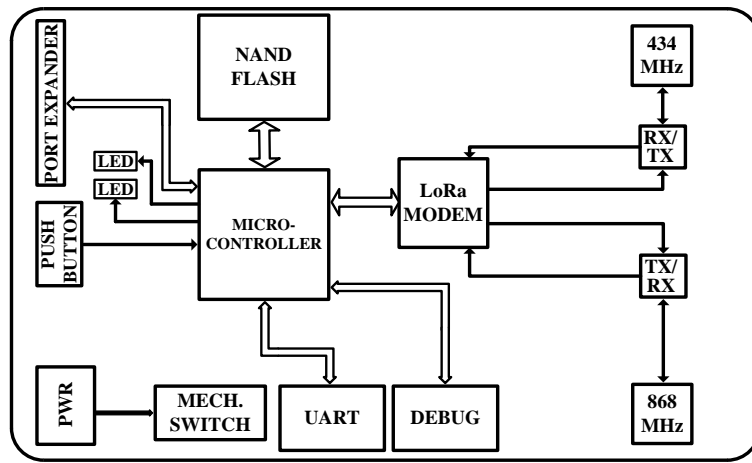 PORT EXPANDER
NAND
FLASH
434
MHz
RX/
TX
LED
LED
LoRa
MODEM
MICRO-
CONTROLLER
PUSH
BUTTON
TX/
RX
PWR
MECH.
SWITCH
UART
DEBUG
868
MHz